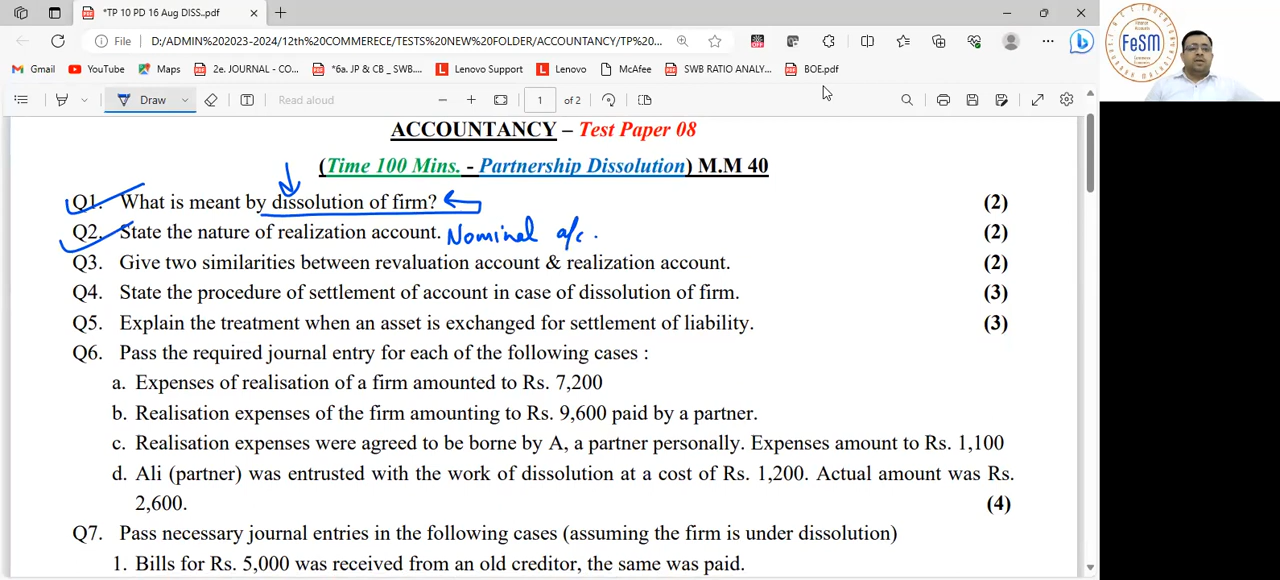 *TP 10 PD 16 Aug DISS..pdf
File D:/ADMIN%202023-2024/12th%20COMMERECE/TESTS%20NEW%20FOLDER/ACCOUNTANCY/TP%20...
Gmail YouTube Maps 2e. JOURNAL - CO... *6a. JP & CB _SWB.... Lenovo Support Lenovo McAfee SWB RATIO ANALY... BOE.pdf
Draw Read aloud 1 of 2
FeSM
ACCOUNTANCY – Test Paper 08
(Time 100 Mins. - Partnership Dissolution) M.M 40
Q1. What is meant by dissolution of firm? (2)
Q2. State the nature of realization account. Nominal a/c. (2)
Q3. Give two similarities between revaluation account & realization account. (2)
Q4. State the procedure of settlement of account in case of dissolution of firm. (3)
Q5. Explain the treatment when an asset is exchanged for settlement of liability. (3)
Q6. Pass the required journal entry for each of the following cases :
a. Expenses of realisation of a firm amounted to Rs. 7,200
b. Realisation expenses of the firm amounting to Rs. 9,600 paid by a partner.
c. Realisation expenses were agreed to be borne by A, a partner personally. Expenses amount to Rs. 1,100
d. Ali (partner) was entrusted with the work of dissolution at a cost of Rs. 1,200. Actual amount was Rs.
2,600. (4)
Q7. Pass necessary journal entries in the following cases (assuming the firm is under dissolution)
1. Bills for Rs. 5,000 was received from an old creditor, the same was paid.